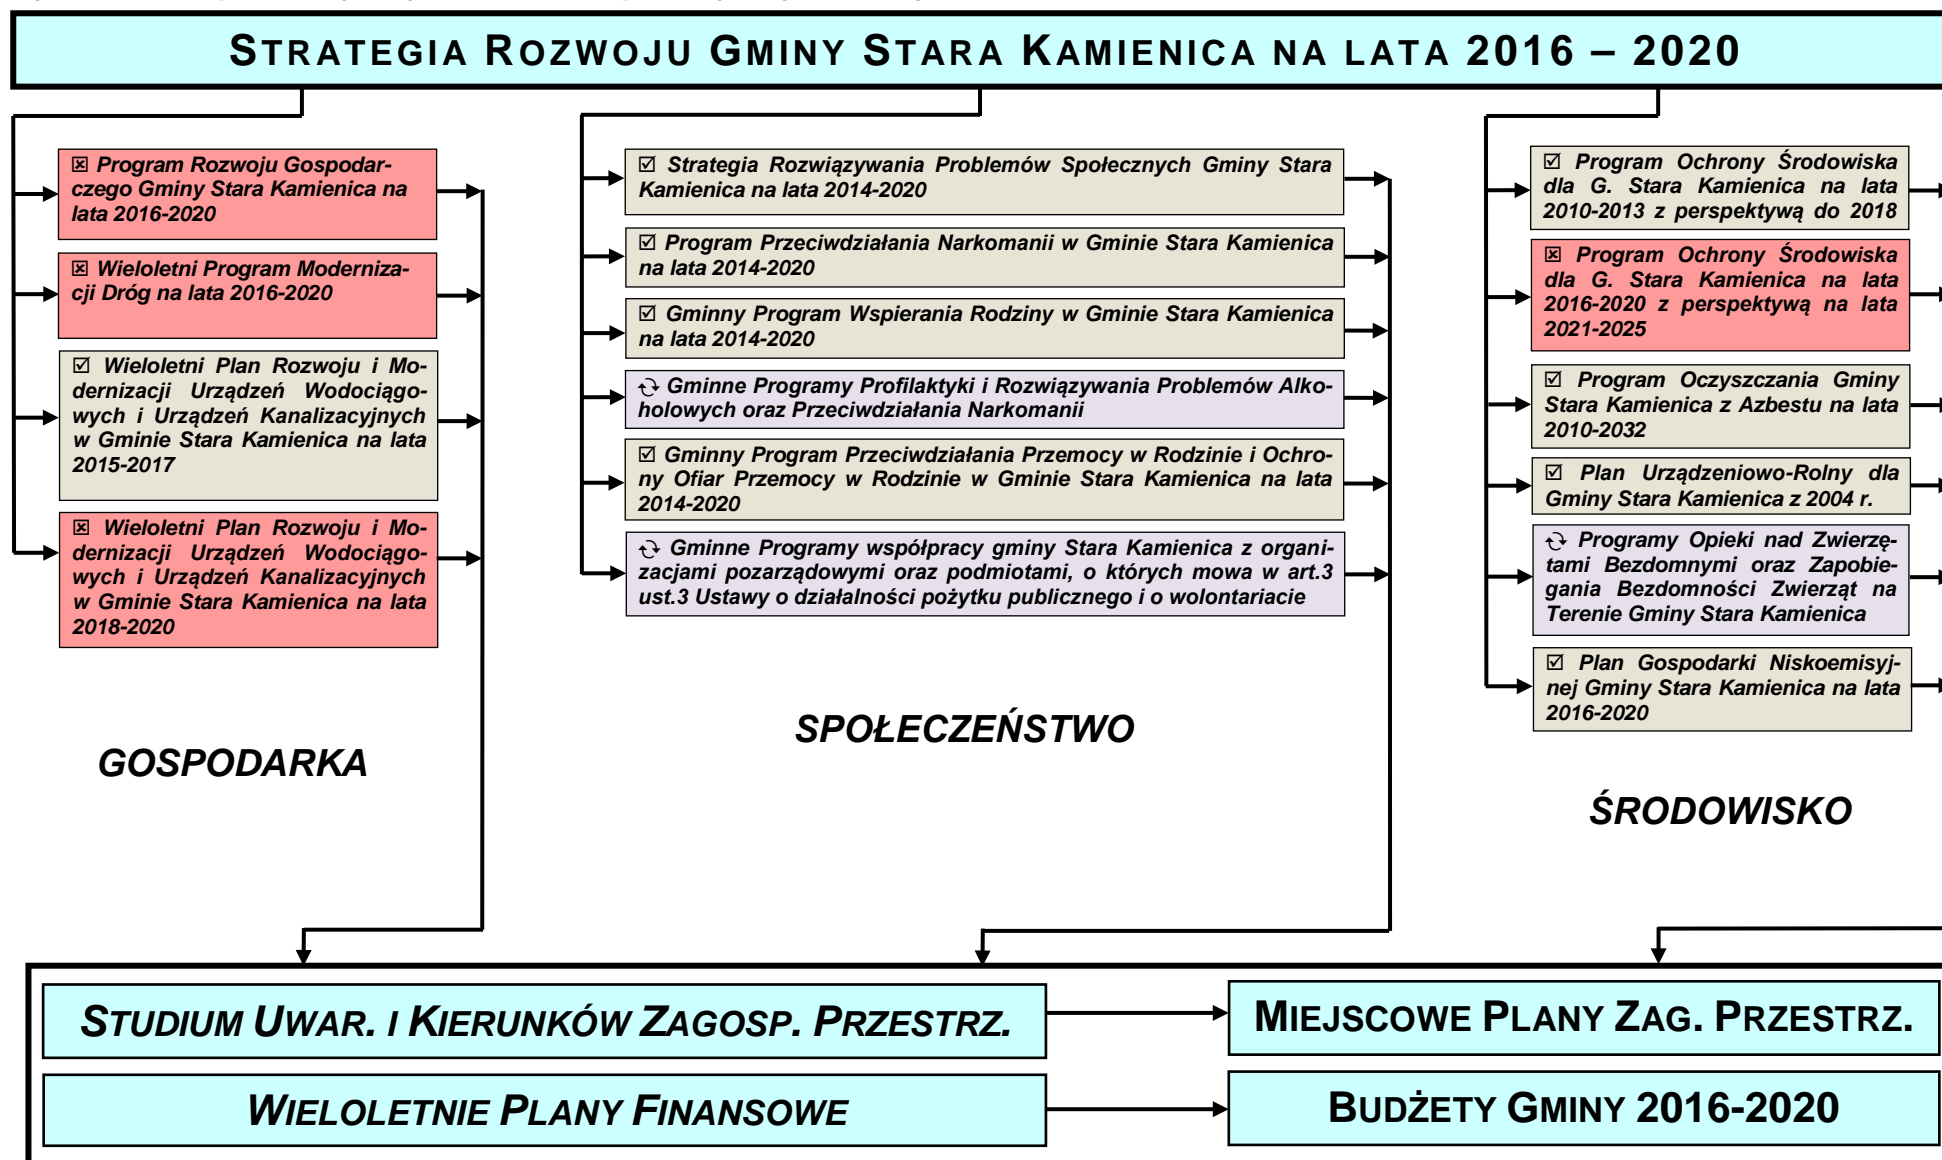 STRATEGIA ROZWOJU GMINY STARA KAMIENICA NA LATA 2016 – 2020
☒ Program Rozwoju Gospodar-
czego Gminy Stara Kamienica na
lata 2016-2020
☒ Wieloletni Program Moderniza-
cji Dróg na lata 2016-2020
☑ Wieloletni Plan Rozwoju i Mo-
dernizacji Urządzeń Wodociągo-
wych i Urządzeń Kanalizacyjnych
w Gminie Stara Kamienica na lata
2015-2017
☒ Wieloletni Plan Rozwoju i Mo-
dernizacji Urządzeń Wodociągo-
wych i Urządzeń Kanalizacyjnych
w Gminie Stara Kamienica na lata
2018-2020
GOSPODARKA
☑ Strategia Rozwiązywania Problemów Społecznych Gminy Stara
Kamienica na lata 2014-2020
☑ Program Przeciwdziałania Narkomanii w Gminie Stara Kamienica
na lata 2014-2020
☑ Gminny Program Wspierania Rodziny w Gminie Stara Kamienica
na lata 2014-2020
Gminne Programy Profilaktyki i Rozwiązywania Problemów Alko-
holowych oraz Przeciwdziałania Narkomanii
☑ Gminny Program Przeciwdziałania Przemocy w Rodzinie i Ochro-
ny Ofiar Przemocy w Rodzinie w Gminie Stara Kamienica na lata
2014-2020
Gminne Programy współpracy gminy Stara Kamienica z organi-
zacjami pozarządowymi oraz podmiotami, o których mowa w art.3
ust.3 Ustawy o działalności pożytku publicznego i o wolontariacie
SPOŁECZEŃSTWO
☑ Program Ochrony Środowiska
dla G. Stara Kamienica na lata
2010-2013 z perspektywą do 2018
☒ Program Ochrony Środowiska
dla G. Stara Kamienica na lata
2016-2020 z perspektywą na lata
2021-2025
☑ Program Oczyszczania Gminy
Stara Kamienica z Azbestu na lata
2010-2032
☑ Plan Urządzeniowo-Rolny dla
Gminy Stara Kamienica z 2004 r.
Programy Opieki nad Zwierzę-
tami Bezdomnymi oraz Zapobie-
gania Bezdomności Zwierząt na
Terenie Gminy Stara Kamienica
☑ Plan Gospodarki Niskoemisyj-
nej Gminy Stara Kamienica na lata
2016-2020
ŚRODOWISKO
STUDIUM UWAR. I KIERUNKÓW ZAGOSP. PRZESTRZ.
MIEJSCOWE PLANY ZAG. PRZESTRZ.
WIELOLETNIE PLANY FINANSOWE
BUDŻETY GMINY 2016-2020